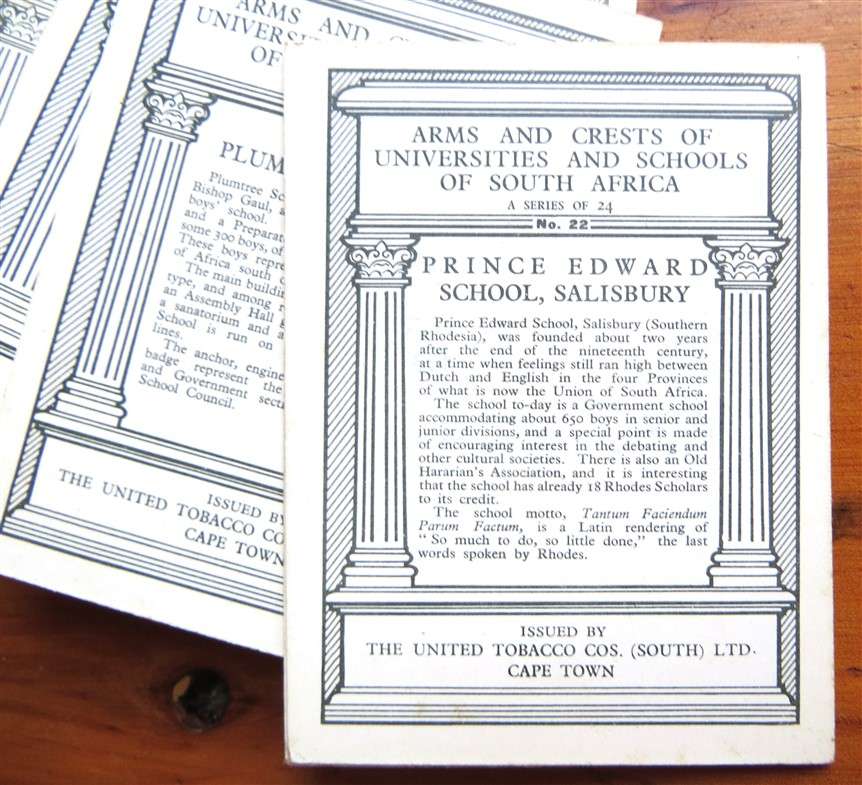 ARMS AND CRESTS OF
UNIVERSITIES AND SCHOOLS
OF SOUTH AFRICA
A SERIES OF 24
No. 22
PRINCE EDWARD
SCHOOL, SALISBURY
Prince Edward School, Salisbury (Southern
Rhodesia), was founded about two years
after the end of the nineteenth century,
at a time when feelings still ran high between
Dutch and English in the four Provinces
of what is now the Union of South Africa.
The school to-day is a Government school
accommodating about 650 boys in senior and
junior divisions, and a special point is made
of encouraging interest in the debating and
other cultural societies. There is also an Old
Hararian's Association, and it is interesting
that the school has already 18 Rhodes Scholars
to its credit.
The school motto, Tantum Faciendum
Parum Factum, is a Latin rendering of
" So much to do, so little done," the last
words spoken by Rhodes.
ISSUED BY
THE UNITED TOBACCO COS. (SOUTH) LTD.
CAPE TOWN
ARMS AND
OF
PLUM
Plumtree
Bishop Gaul,
boys' school.
and a
some 300 boys, of
These boys
of Africa south
The main
type, and among
an Assembly Hall
a sanatorium and
School is run on
lines.
The anchor,
badge represent the
and Government
School Council.
ISSUED
THE UNITED TOBACCO
CAPE TOWN